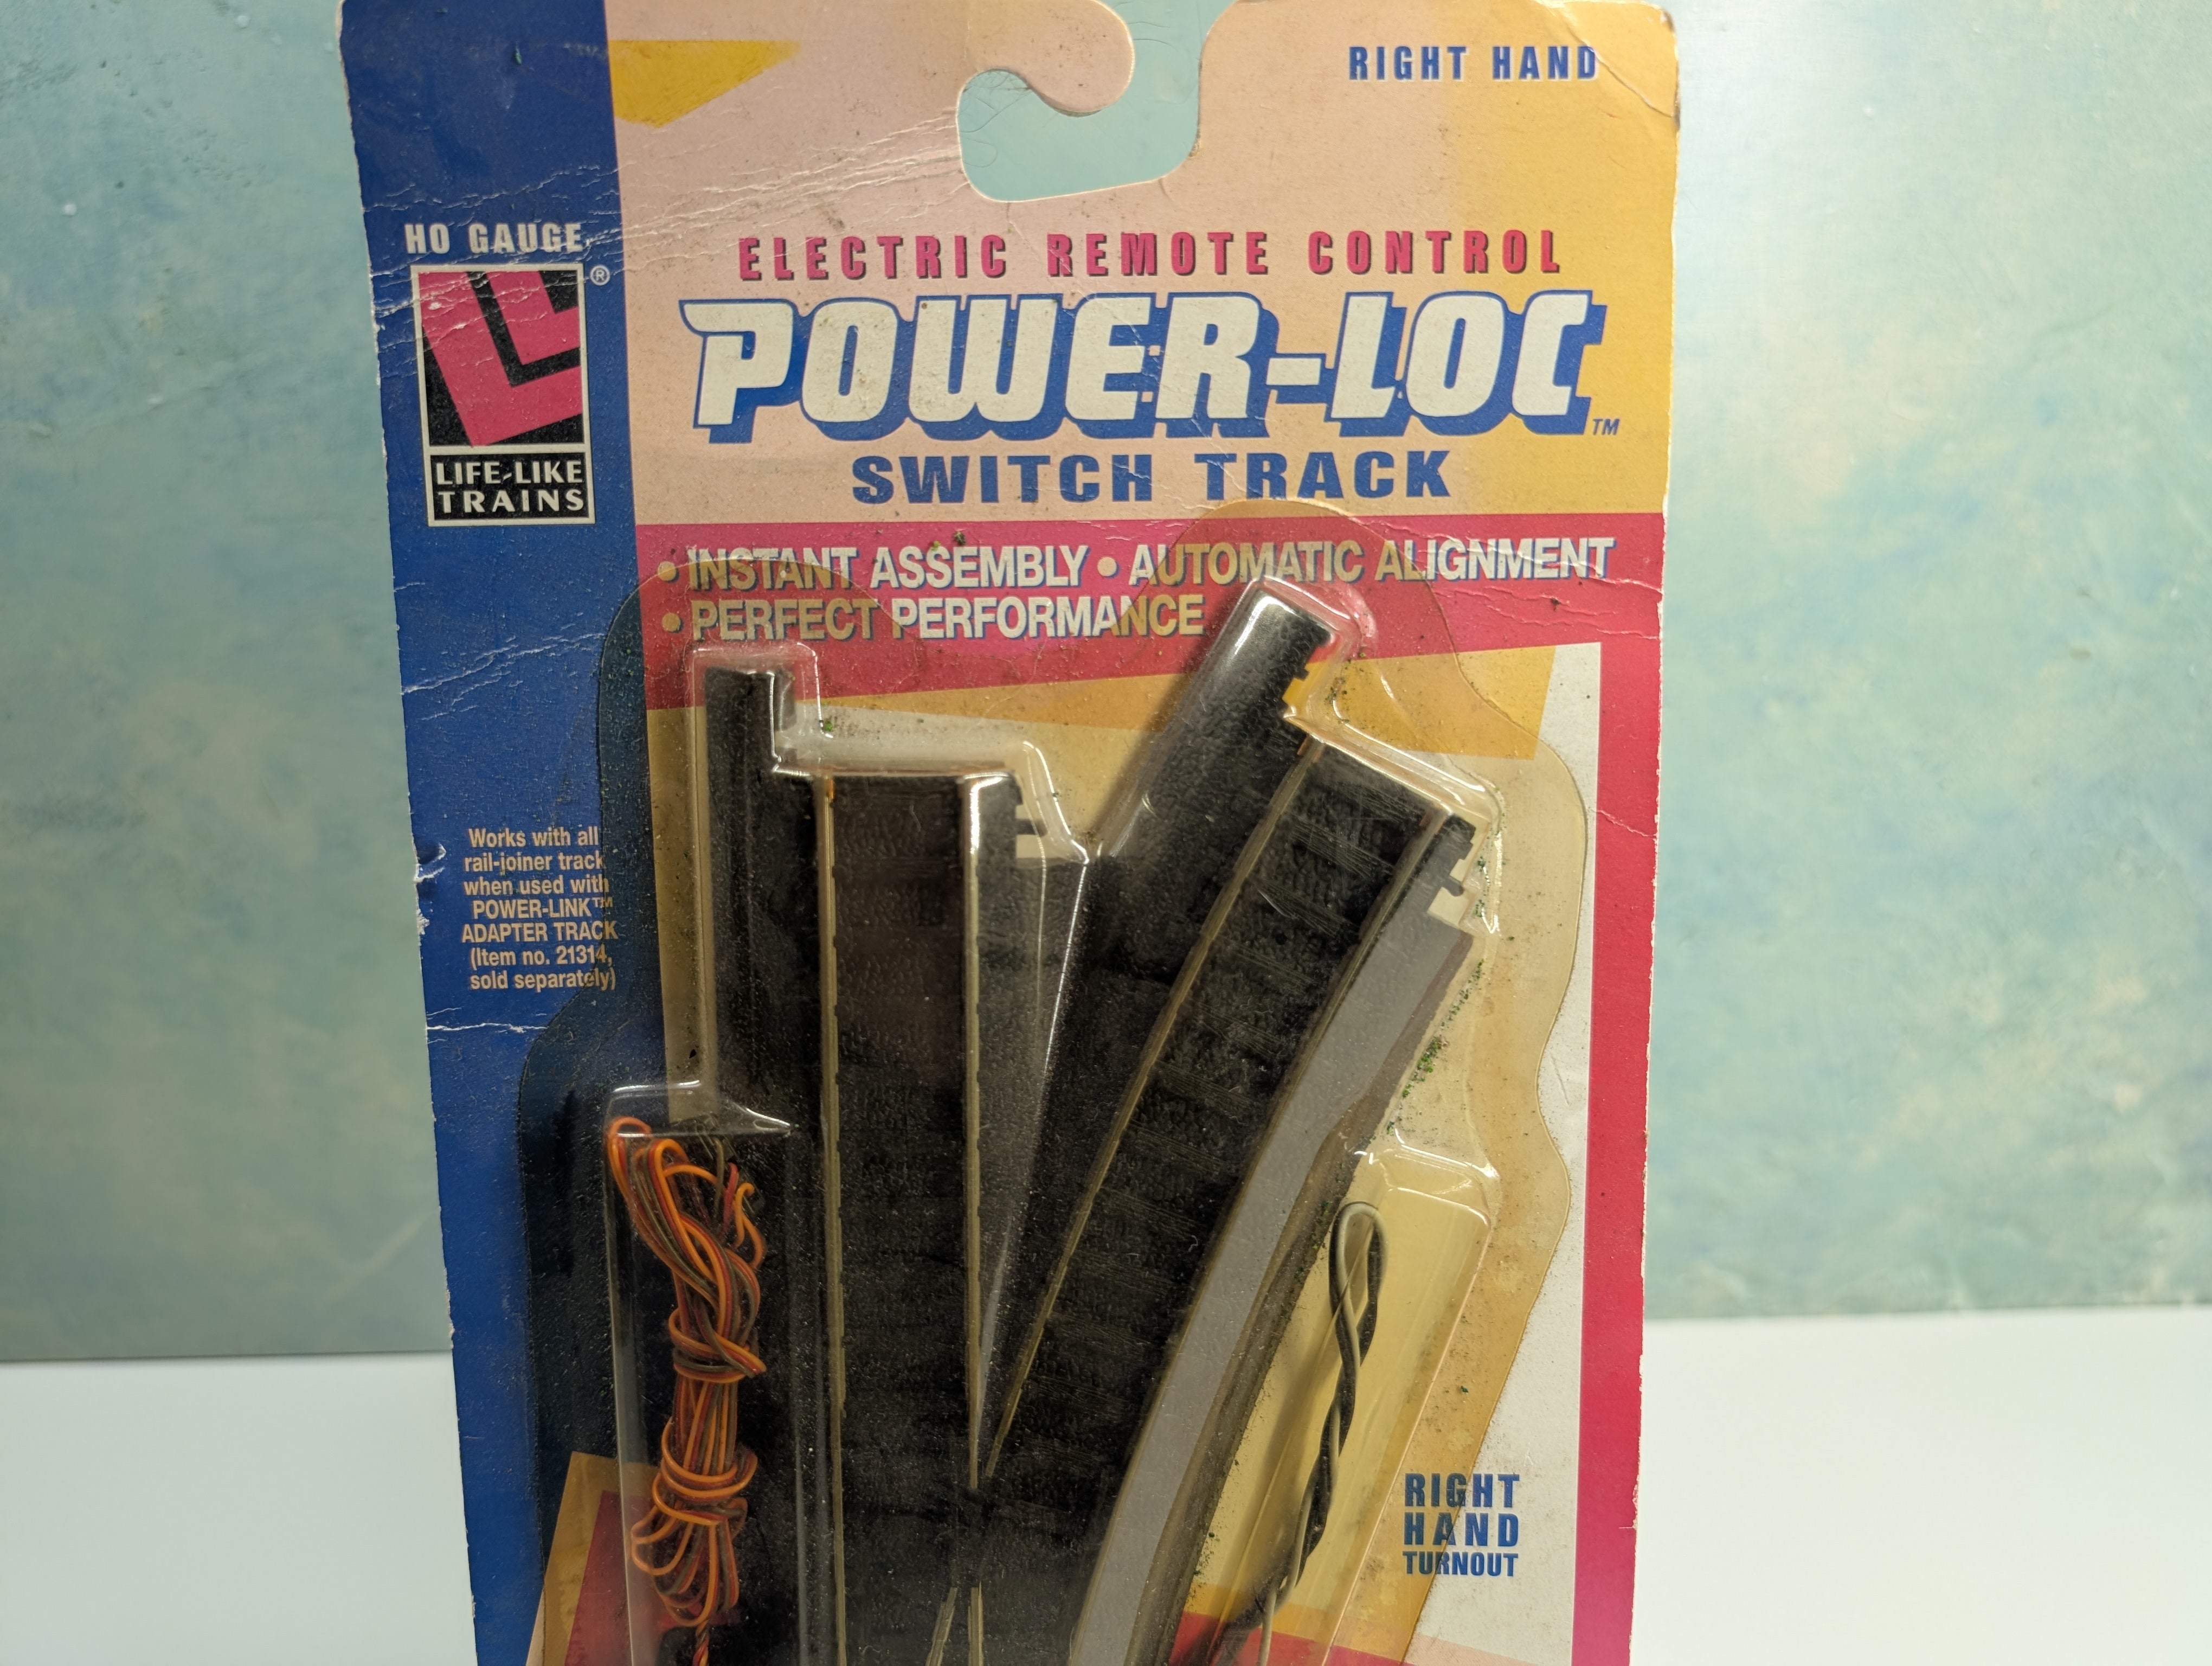 RIGHT HAND
HO GAUGE
®
LIFE-LIKE
TRAINS
ELECTRIC REMOTE CONTROL
POWER-LOC™
SWITCH TRACK
• INSTANT ASSEMBLY • AUTOMATIC ALIGNMENT
• PERFECT PERFORMANCE
Works with all
rail-joiner track
when used with
POWER-LINK™
ADAPTER TRACK
(Item no. 21314,
sold separately)
RIGHT
HAND
TURNOUT